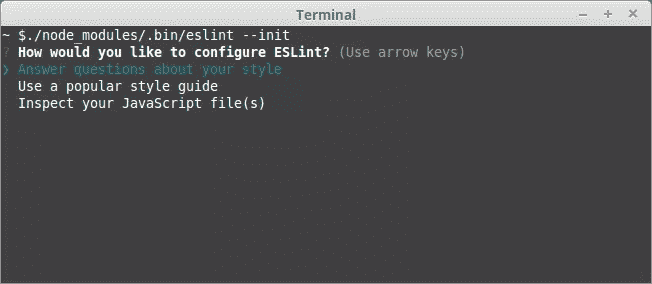 Terminal
~ $./node_modules/.bin/eslint --init
? How would you like to configure ESLint? (Use arrow keys)
❯ Answer questions about your style
Use a popular style guide
Inspect your JavaScript file(s)